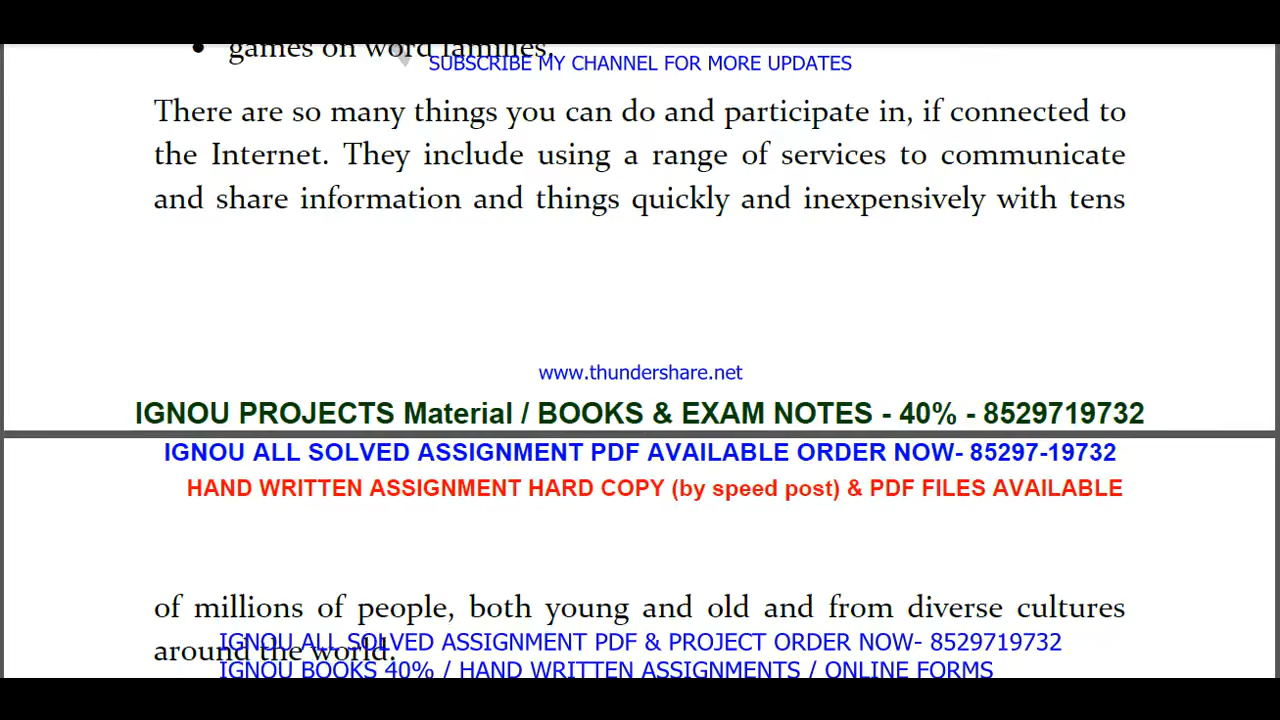 • games on word families.
SUBSCRIBE MY CHANNEL FOR MORE UPDATES
There are so many things you can do and participate in, if connected to
the Internet. They include using a range of services to communicate
and share information and things quickly and inexpensively with tens
www.thundershare.net
IGNOU PROJECTS Material / BOOKS & EXAM NOTES - 40% - 8529719732
IGNOU ALL SOLVED ASSIGNMENT PDF AVAILABLE ORDER NOW- 85297-19732
HAND WRITTEN ASSIGNMENT HARD COPY (by speed post) & PDF FILES AVAILABLE
of millions of people, both young and old and from diverse cultures
IGNOU ALL SOLVED ASSIGNMENT PDF & PROJECT ORDER NOW- 8529719732
around the world.
IGNOU BOOKS 40% / HAND WRITTEN ASSIGNMENTS / ONLINE FORMS